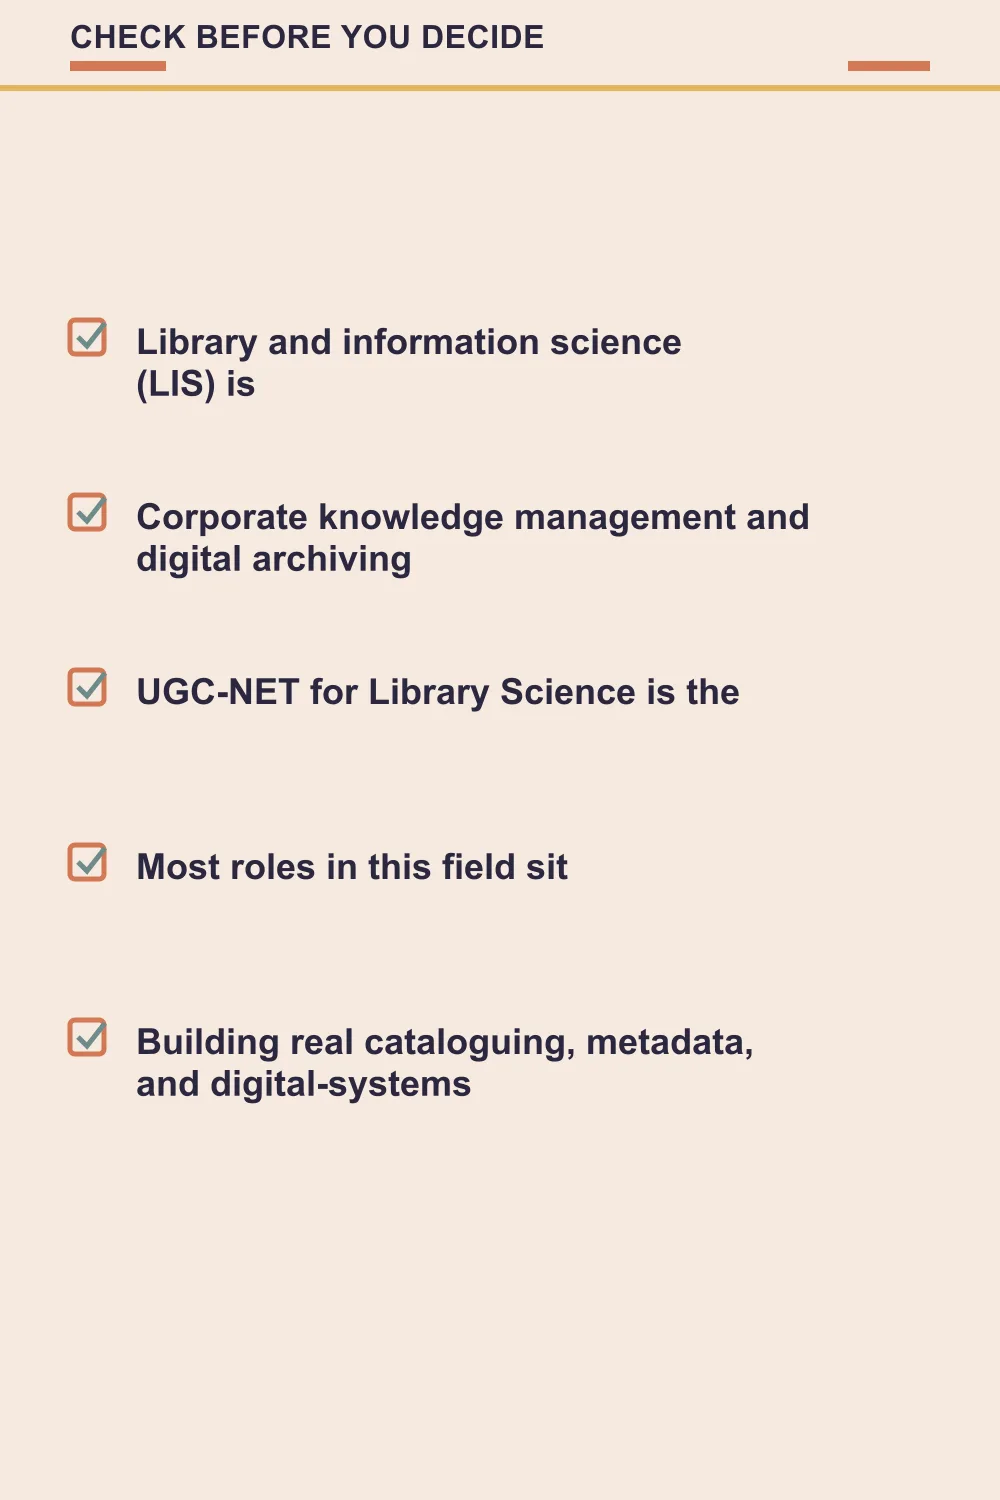 CHECK BEFORE YOU DECIDE
Library and information science
(LIS) is
Corporate knowledge management and
digital archiving
UGC-NET for Library Science is the
Most roles in this field sit
Building real cataloguing, metadata,
and digital-systems